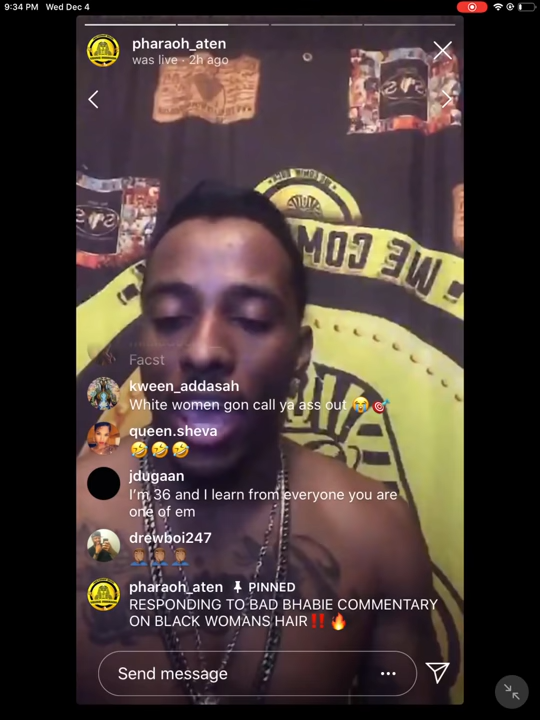 9:34 PM Wed Dec 4
pharaoh_aten
was live · 2h ago
ME COM
Facst
kween_addasah
White women gon call ya ass out 😭🎯
queen.sheva
🤣🤣🤣
jdugaan
I'm 36 and I learn from everyone you are
one of em
drewboi247
🤦🏽‍♂️🤦🏽‍♂️🤦🏽‍♂️
pharaoh_aten 📌 PINNED
RESPONDING TO BAD BHABIE COMMENTARY
ON BLACK WOMANS HAIR‼️🔥
Send message